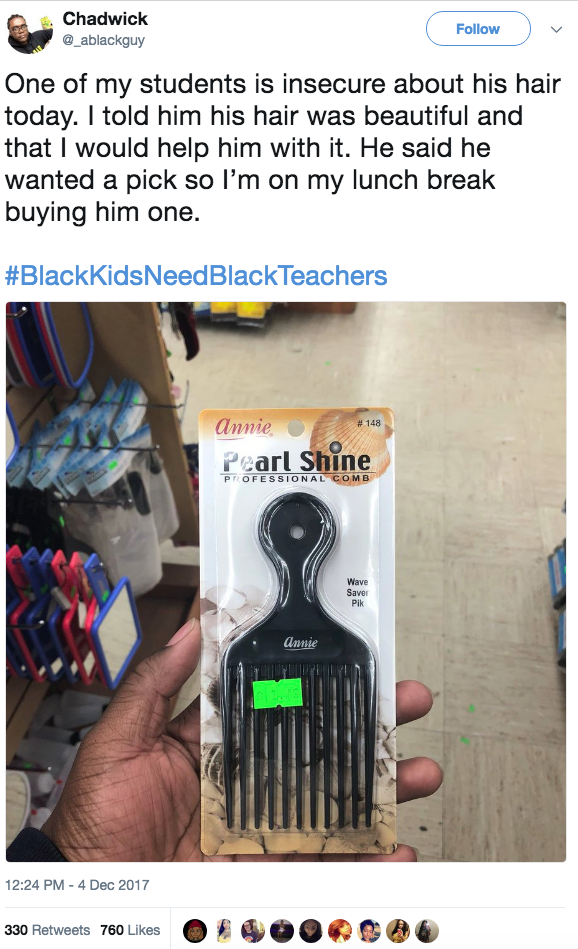 Chadwick
@_ablackguy
Follow
One of my students is insecure about his hair
today. I told him his hair was beautiful and
that I would help him with it. He said he
wanted a pick so I'm on my lunch break
buying him one.
#BlackKidsNeedBlackTeachers
annie
# 148
Pearl Shine
PROFESSIONAL COMB
Wave
Saver
Pik
annie
12:24 PM - 4 Dec 2017
330 Retweets 760 Likes